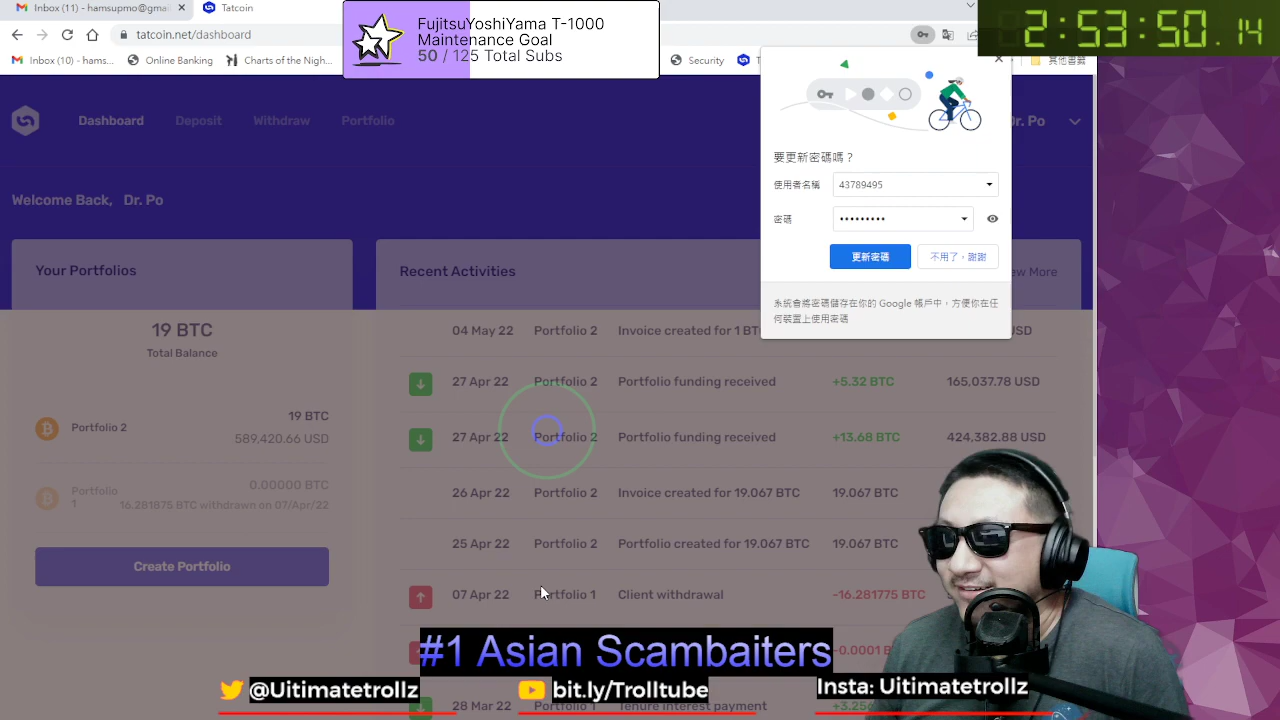 Inbox (11) - hamsupmo@gmai
Tatcoin
tatcoin.net/dashboard
Inbox (10) - hams...
Online Banking
Charts of the Nigh...
Security
其他書籤
FujitsuYoshiYama T-1000
Maintenance Goal
50 / 125 Total Subs
2:53:50.14
Dashboard
Deposit
Withdraw
Portfolio
Dr. Po
要更新密碼嗎？
使用者名稱
43789495
密碼
•••••••••
更新密碼
不用了，謝謝
系統會將密碼儲存在你的 Google 帳戶中，方便你在任
何裝置上使用密碼
Welcome Back, Dr. Po
Your Portfolios
19 BTC
Total Balance
Portfolio 2
19 BTC
589,420.66 USD
Portfolio
1
0.00000 BTC
16.281875 BTC withdrawn on 07/Apr/22
Create Portfolio
Recent Activities
ew More
04 May 22 Portfolio 2 Invoice created for 1 BT USD
27 Apr 22 Portfolio 2 Portfolio funding received +5.32 BTC 165,037.78 USD
27 Apr 22 Portfolio 2 Portfolio funding received +13.68 BTC 424,382.88 USD
26 Apr 22 Portfolio 2 Invoice created for 19.067 BTC 19.067 BTC
25 Apr 22 Portfolio 2 Portfolio created for 19.067 BTC 19.067 BTC
07 Apr 22 Portfolio 1 Client withdrawal -16.281775 BTC
-0.0001 B
28 Mar 22 Portfolio 1 Tenure interest payment
#1 Asian Scambaiters
@Uitimatetrollz
bit.ly/Trolltube
Insta: Uitimatetrollz